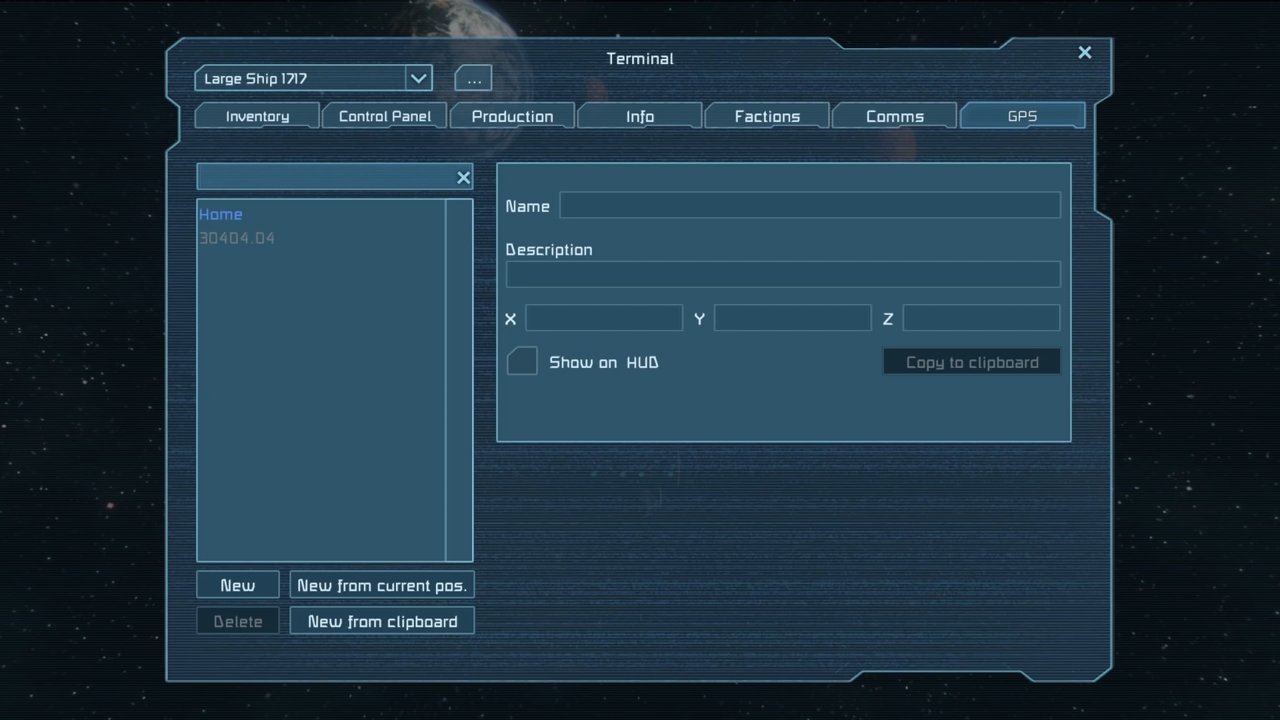 Terminal
Large Ship 1717
...
Inventory
Control Panel
Production
Info
Factions
Comms
GPS
Home
30404.04
Name
Description
X
Y
Z
Show on HUD
Copy to clipboard
New
New from current pos.
Delete
New from clipboard